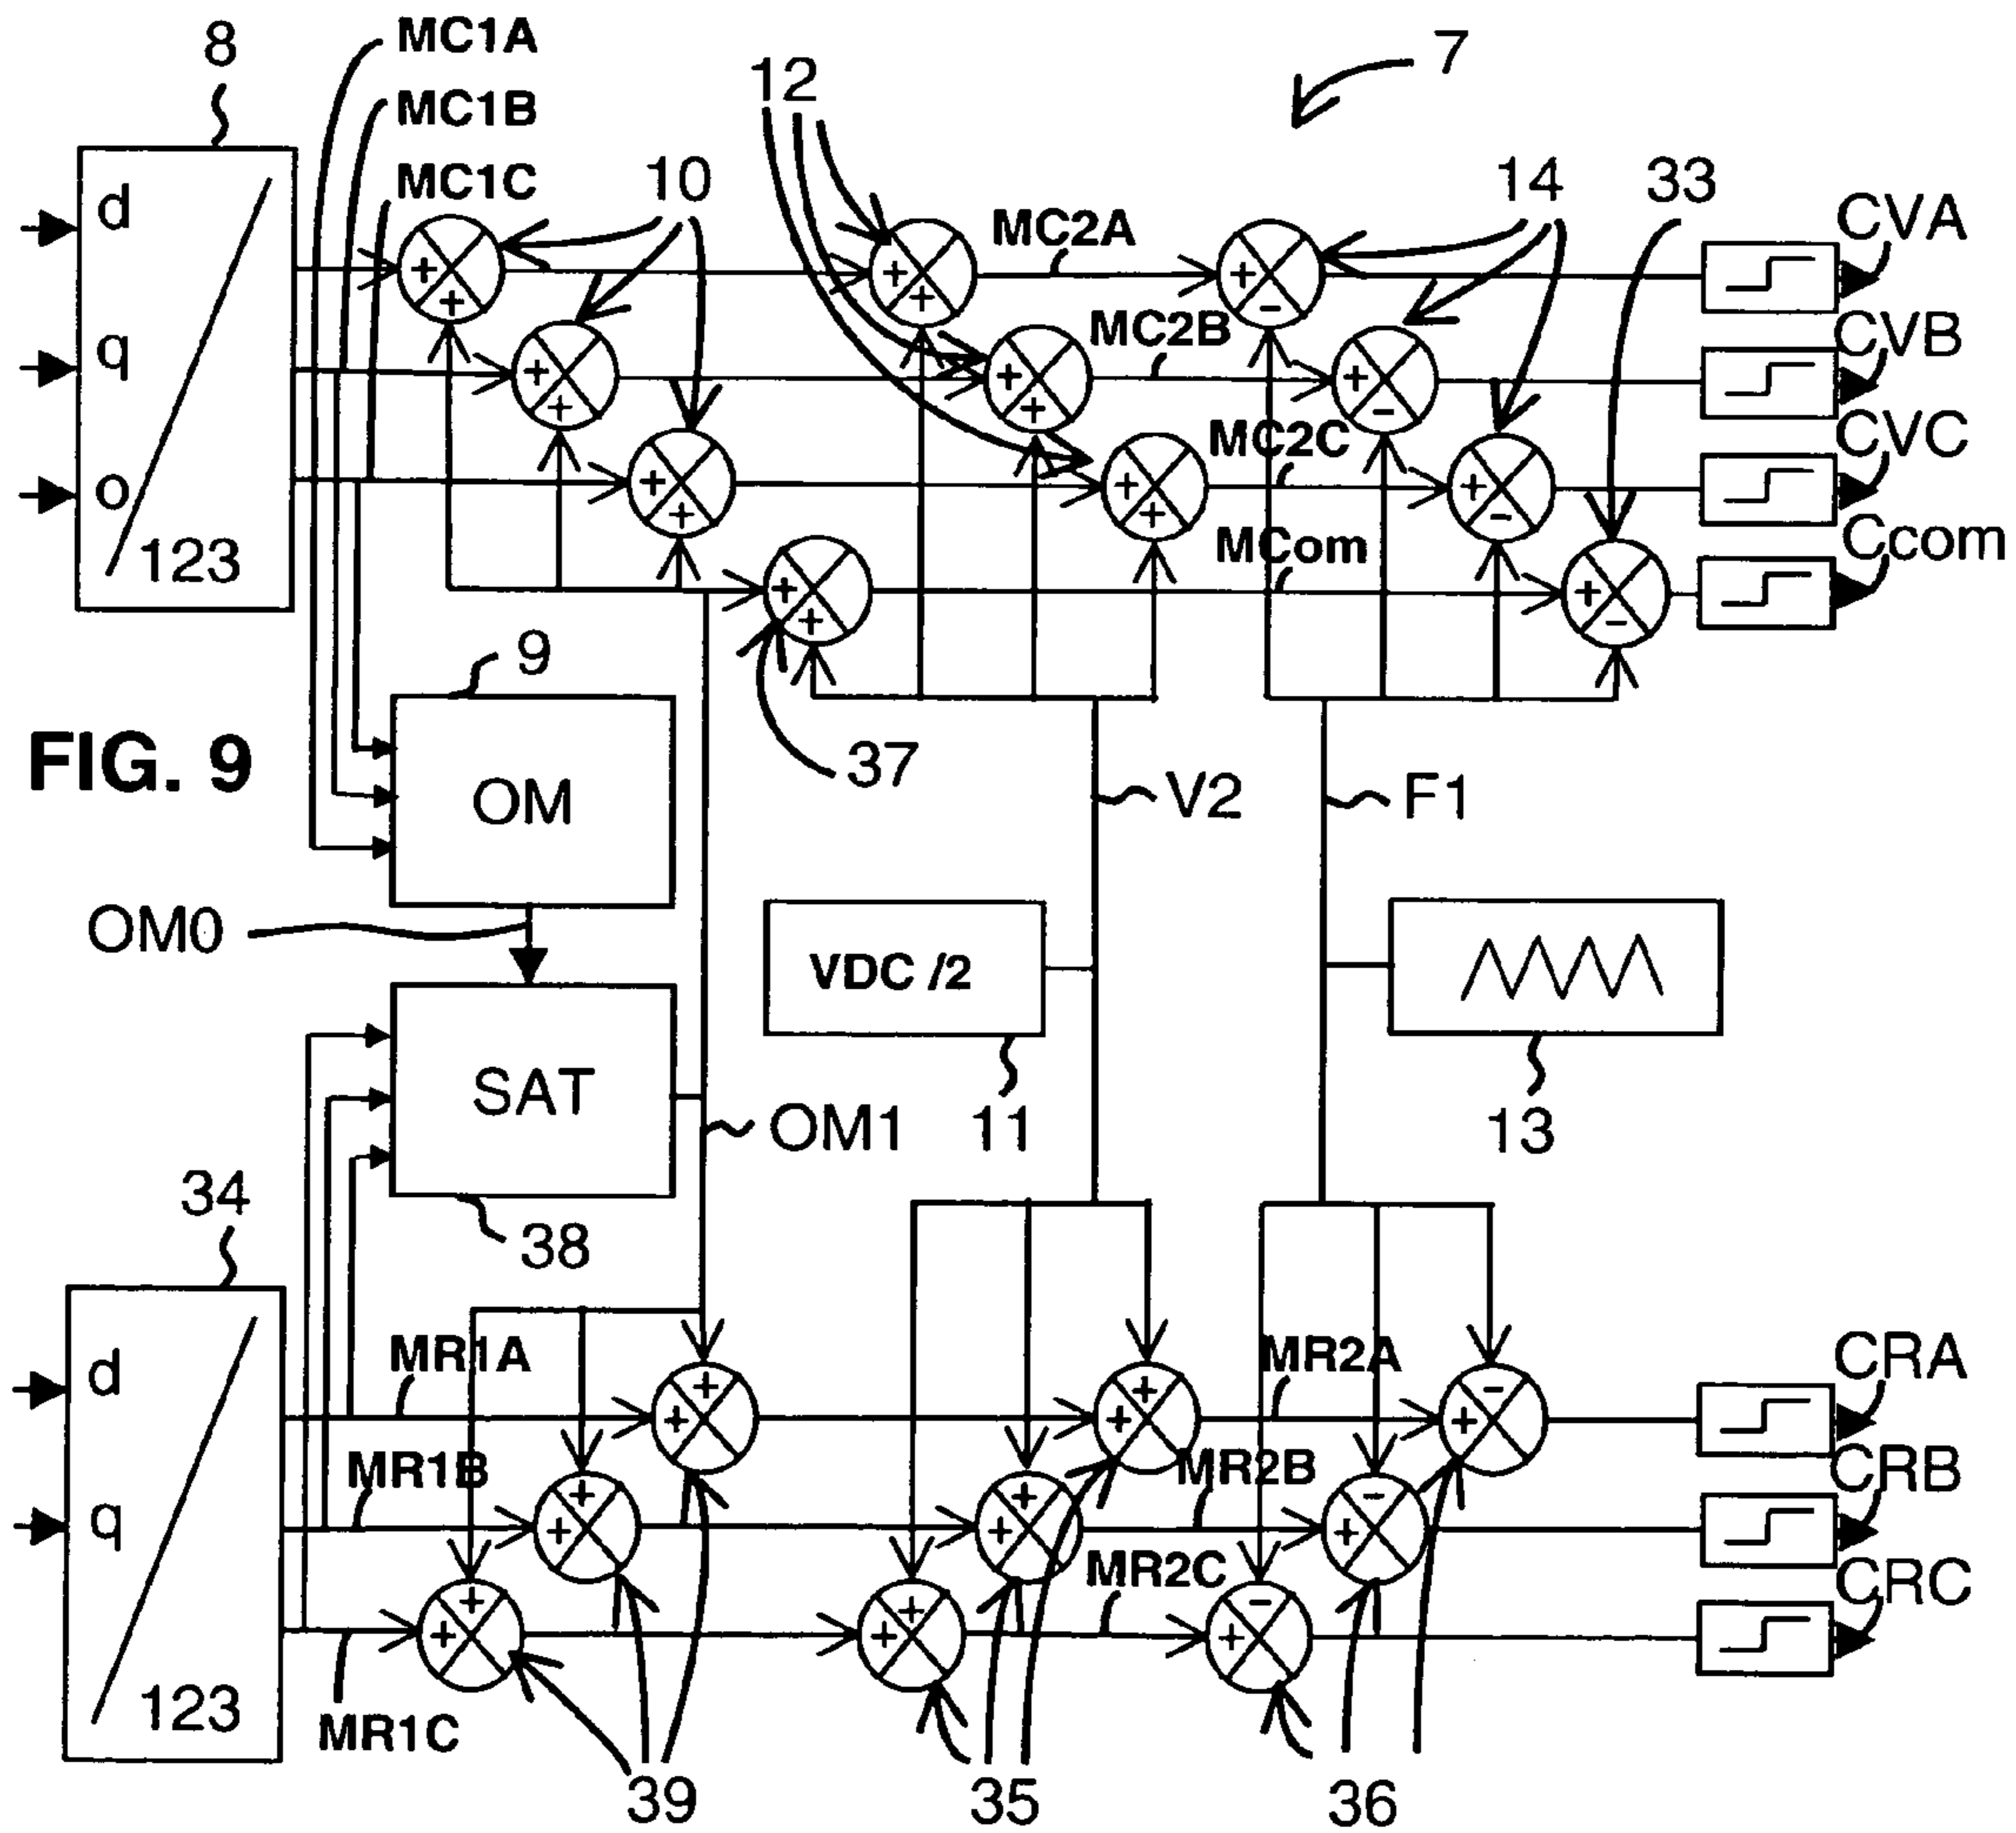 MC1A
8
7
12
MC1B
MC1C
10
14
33
d
MC2A
CVA
q
MC2B
CVB
MC2C
CVC
o
MCom
Ccom
123
9
FIG. 9
OM
37
V2
F1
OM0
VDC /2
SAT
OM1
11
13
34
38
d
MR1A
MR2A
CRA
q
MR1B
MR2B
CRB
MR2C
CRC
123
MR1C
39
35
36